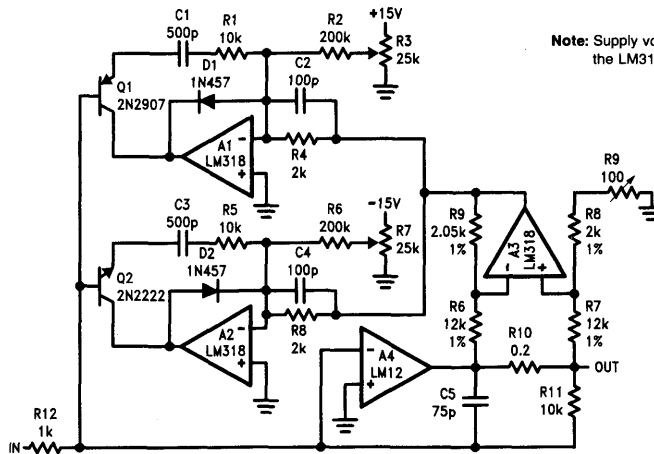 +15V
C1
500p
R1
10k
R2
200k
R3
25k
Note: Supply vo
the LM31
D1
1N457
C2
100p
Q1
2N2907
A1
LM318
−
+
R4
2k
R9
100
C3
500p
R5
10k
R6
200k
−15V
R7
25k
D2
1N457
C4
100p
R9
2.05k
1%
A3
LM318
−
+
R8
2k
1%
Q2
2N2222
A2
LM318
−
+
R8
2k
R6
12k
1%
R7
12k
1%
A4
LM12
−
+
R10
0.2
OUT
C5
75p
R11
10k
R12
1k
IN